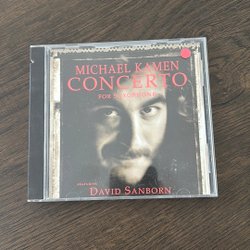 MICHAEL KAMEN
CONCERTO
FOR SAXOPHONE
DAVID SANBORN